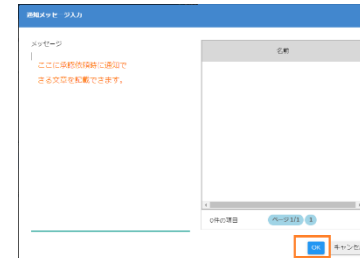 通知メッセージ入力
メッセージ
ここに承認依頼時に通知で
きる文章を記載できます。
名前
0件の項目
ページ1/1
1
OK
キャンセル